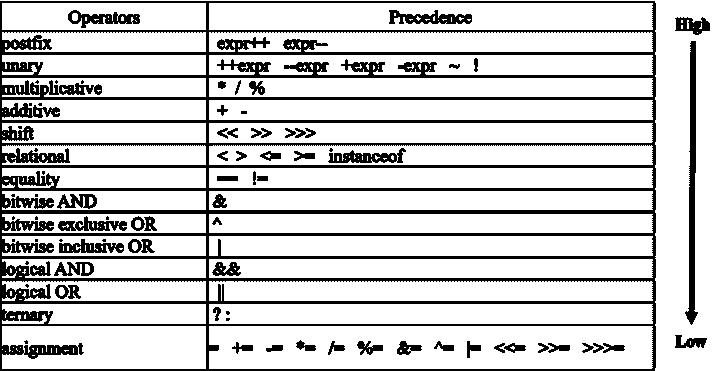 Operators Precedence High
postfix expr++ expr--
unary ++expr --expr +expr -expr ~ !
multiplicative * / %
additive + -
shift << >> >>>
relational < > <= >= instanceof
equality == !=
bitwise AND &
bitwise exclusive OR ^
bitwise inclusive OR |
logical AND &&
logical OR ||
ternary ? :
assignment = += -= *= /= %= &= ^= |= <<= >>= >>>=
Low